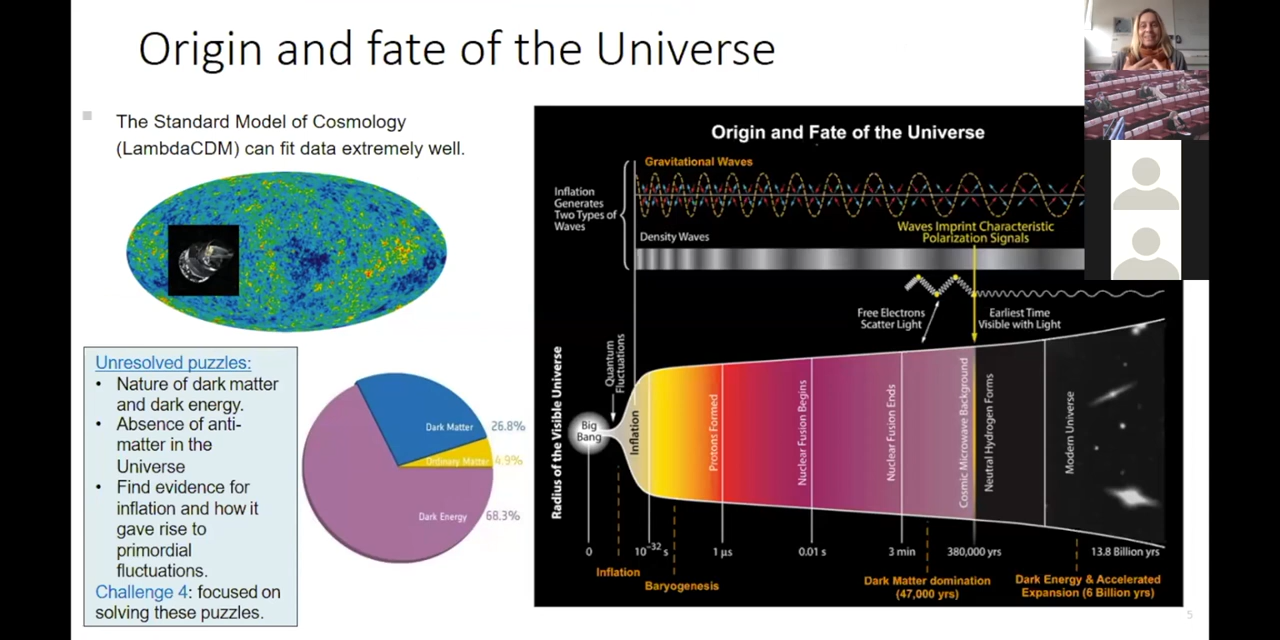 Origin and fate of the Universe
The Standard Model of Cosmology
(LambdaCDM) can fit data extremely well.
Unresolved puzzles:
• Nature of dark matter
and dark energy.
• Absence of anti-
matter in the
Universe
• Find evidence for
inflation and how it
gave rise to
primordial
fluctuations.
Challenge 4: focused on
solving these puzzles.
Dark Matter 26.8%
Ordinary Matter 4.9%
Dark Energy 68.3%
Origin and Fate of the Universe
Gravitational Waves
Inflation
Generates
Two Types of
Waves
Density Waves
Waves Imprint Characteristic
Polarization Signals
Free Electrons
Scatter Light
Earliest Time
Visible with Light
Radius of the Visible Universe
Big
Bang
Quantum
Fluctuations
Inflation
Protons Formed
Nuclear Fusion Begins
Nuclear Fusion Ends
Cosmic Microwave Background
Neutral Hydrogen Forms
Modern Universe
0
10⁻³² s
1 µs
0.01 s
3 min
380,000 yrs
13.8 Billion yrs
Inflation
Baryogenesis
Dark Matter domination
(47,000 yrs)
Dark Energy & Accelerated
Expansion (6 Billion yrs)
5